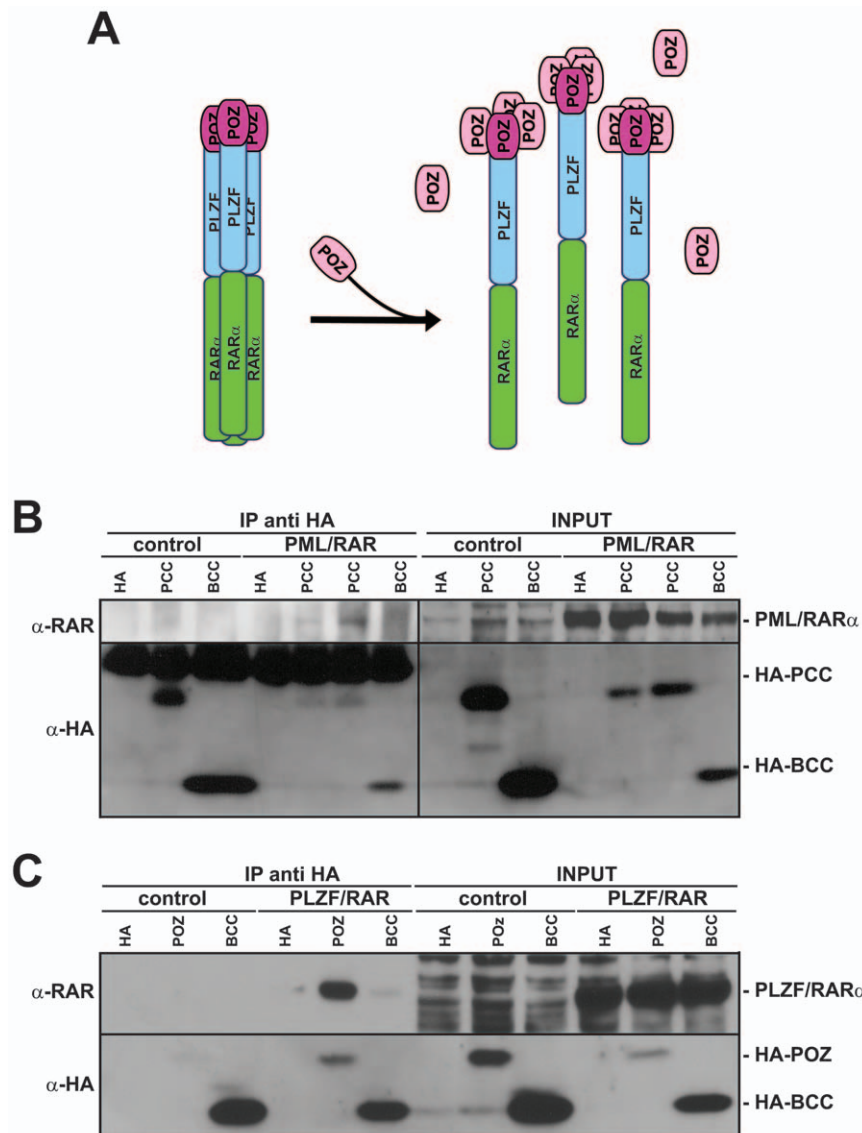 A
POZ
POZ
POZ
PLZF
PLZF
PLZF
RARα
RARα
RARα
POZ
POZ
POZ
POZ
POZ
POZ
POZ
PLZF
RARα
POZ
POZ
POZ
POZ
PLZF
RARα
POZ
POZ
POZ
PLZF
RARα
POZ
POZ
B
IP anti HA INPUT
control PML/RAR control PML/RAR
HA PCC BCC HA PCC PCC BCC HA PCC BCC HA PCC PCC BCC
α-RAR - PML/RARα
- HA-PCC
α-HA
- HA-BCC
C
IP anti HA INPUT
control PLZF/RAR control PLZF/RAR
HA POZ BCC HA POZ BCC HA POz BCC HA POZ BCC
α-RAR - PLZF/RARα
- HA-POZ
α-HA
- HA-BCC